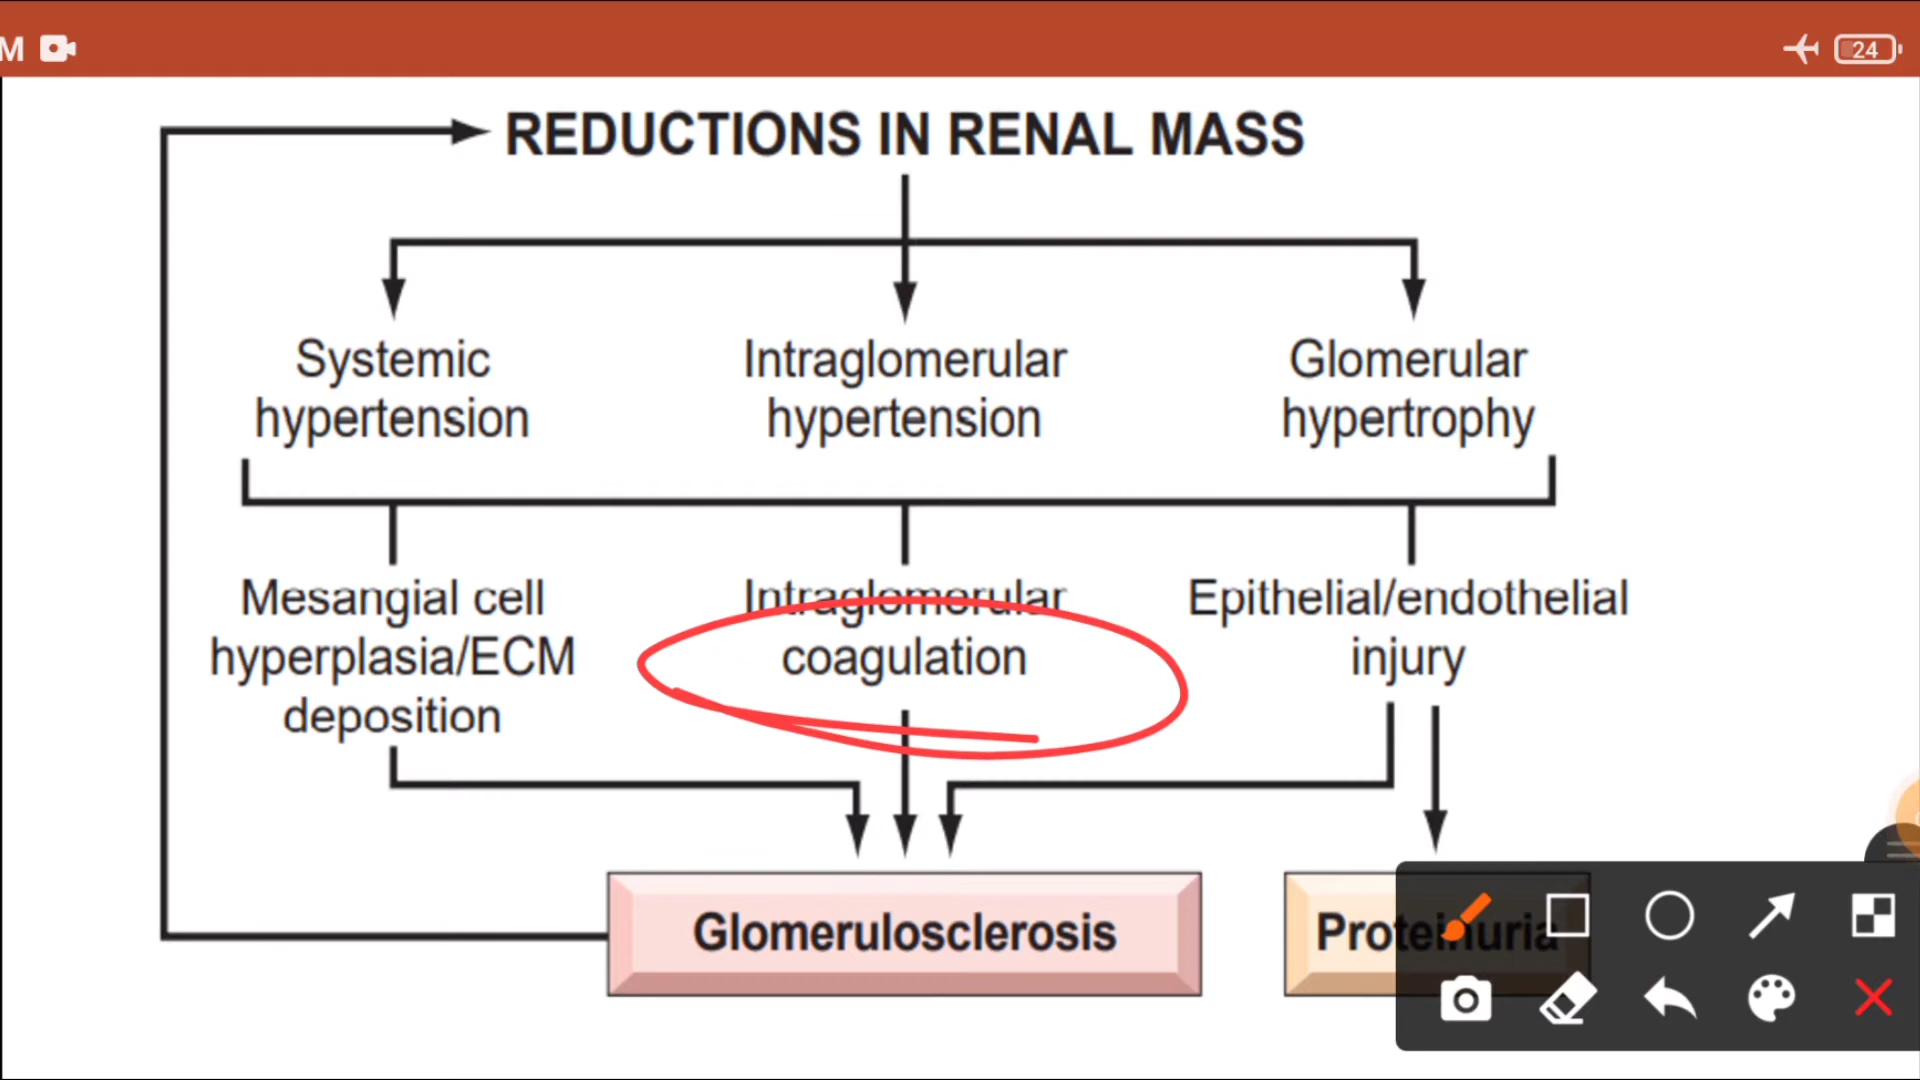 M
24
REDUCTIONS IN RENAL MASS
Systemic
hypertension
Intraglomerular
hypertension
Glomerular
hypertrophy
Mesangial cell
hyperplasia/ECM
deposition
Intraglomerular
coagulation
Epithelial/endothelial
injury
Glomerulosclerosis
Proteinuria